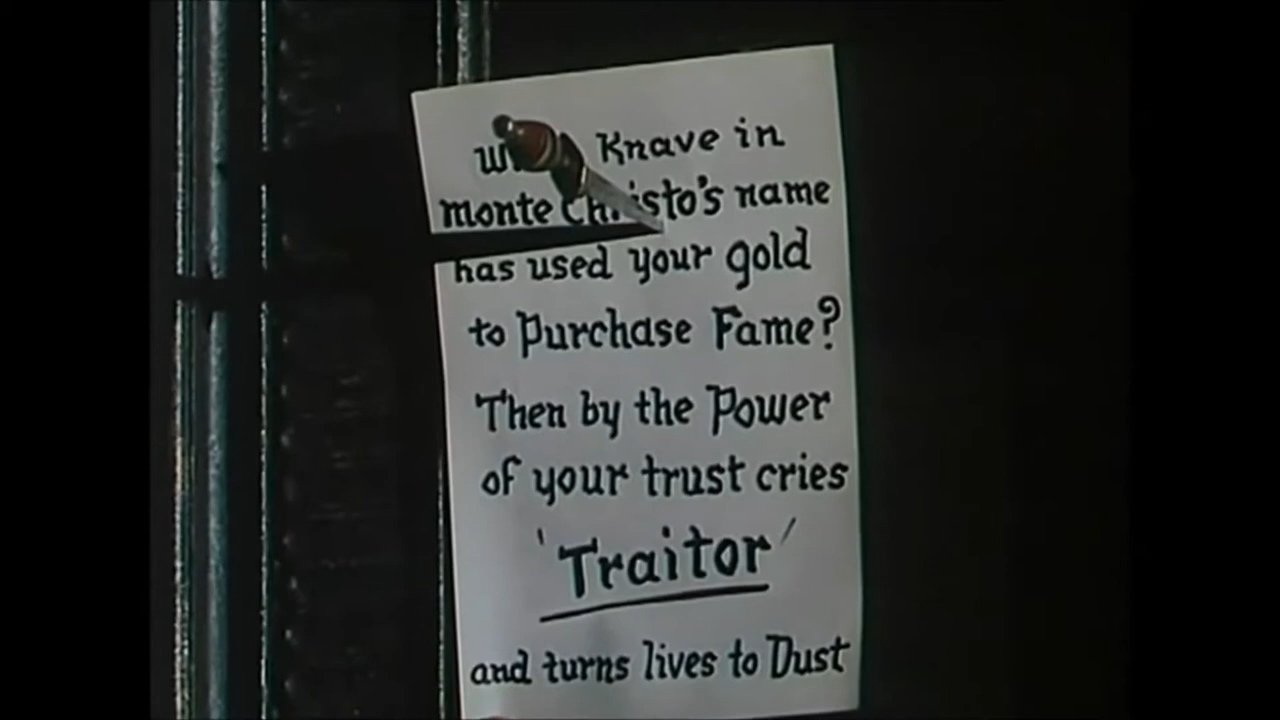 Knave in
monte Christo's name
has used your gold
to Purchase Fame?
Then by the Power
of your trust cries
'Traitor'
and turns lives to Dust